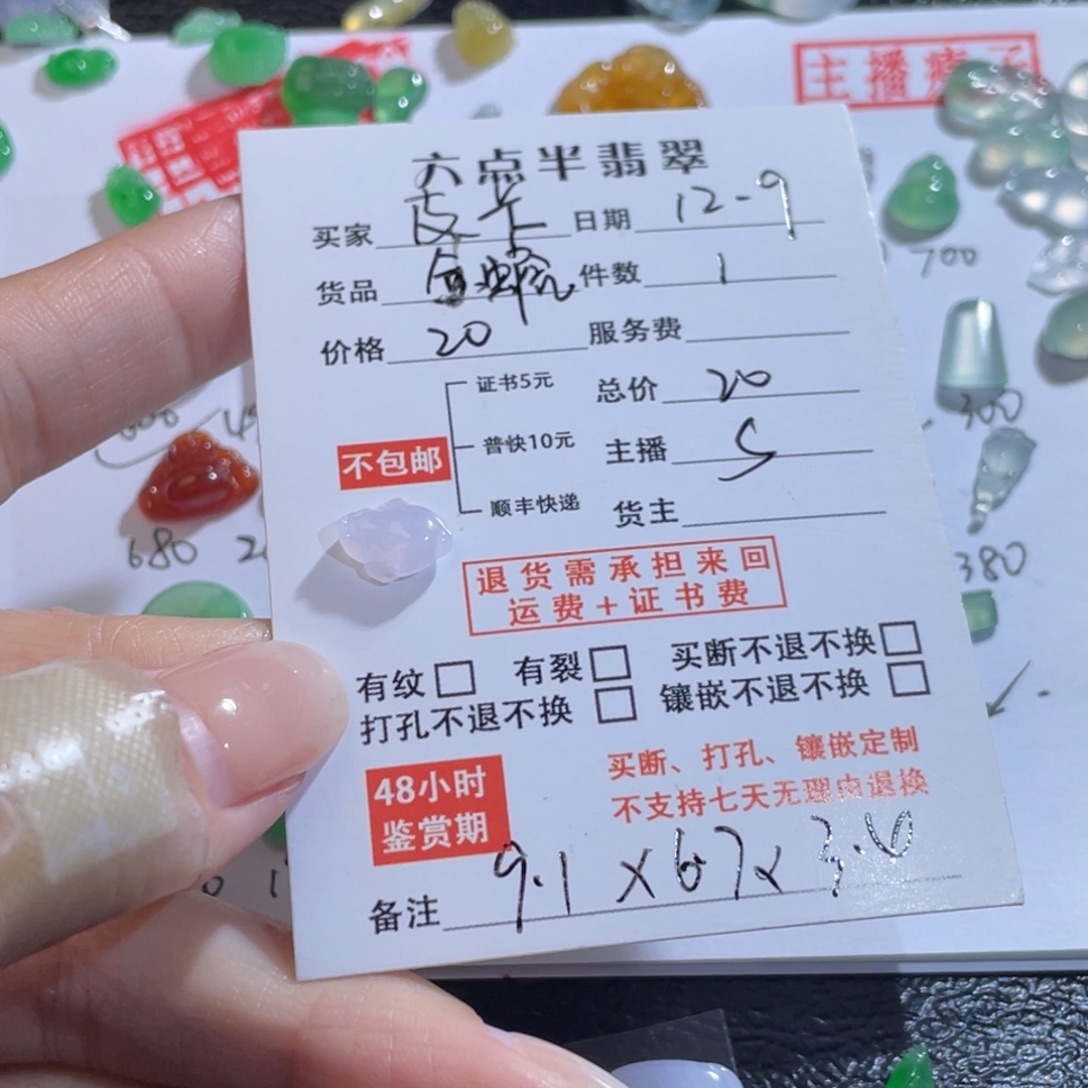 主播
六点半翡翠
买家 皮卡 日期 12-9
货品 件数 1
价格 20 服务费
证书5元 总价 20
不包邮 普快10元 主播 S
顺丰快递 货主
退货需承担来回
运费+证书费
有纹 □ 有裂 □ 买断不退不换 □
打孔不退不换 □ 镶嵌不退不换 □
48小时
鉴赏期
买断、打孔、镶嵌定制
不支持七天无理由退换
备注 9.1×6.7×3.0
700
300
680
380